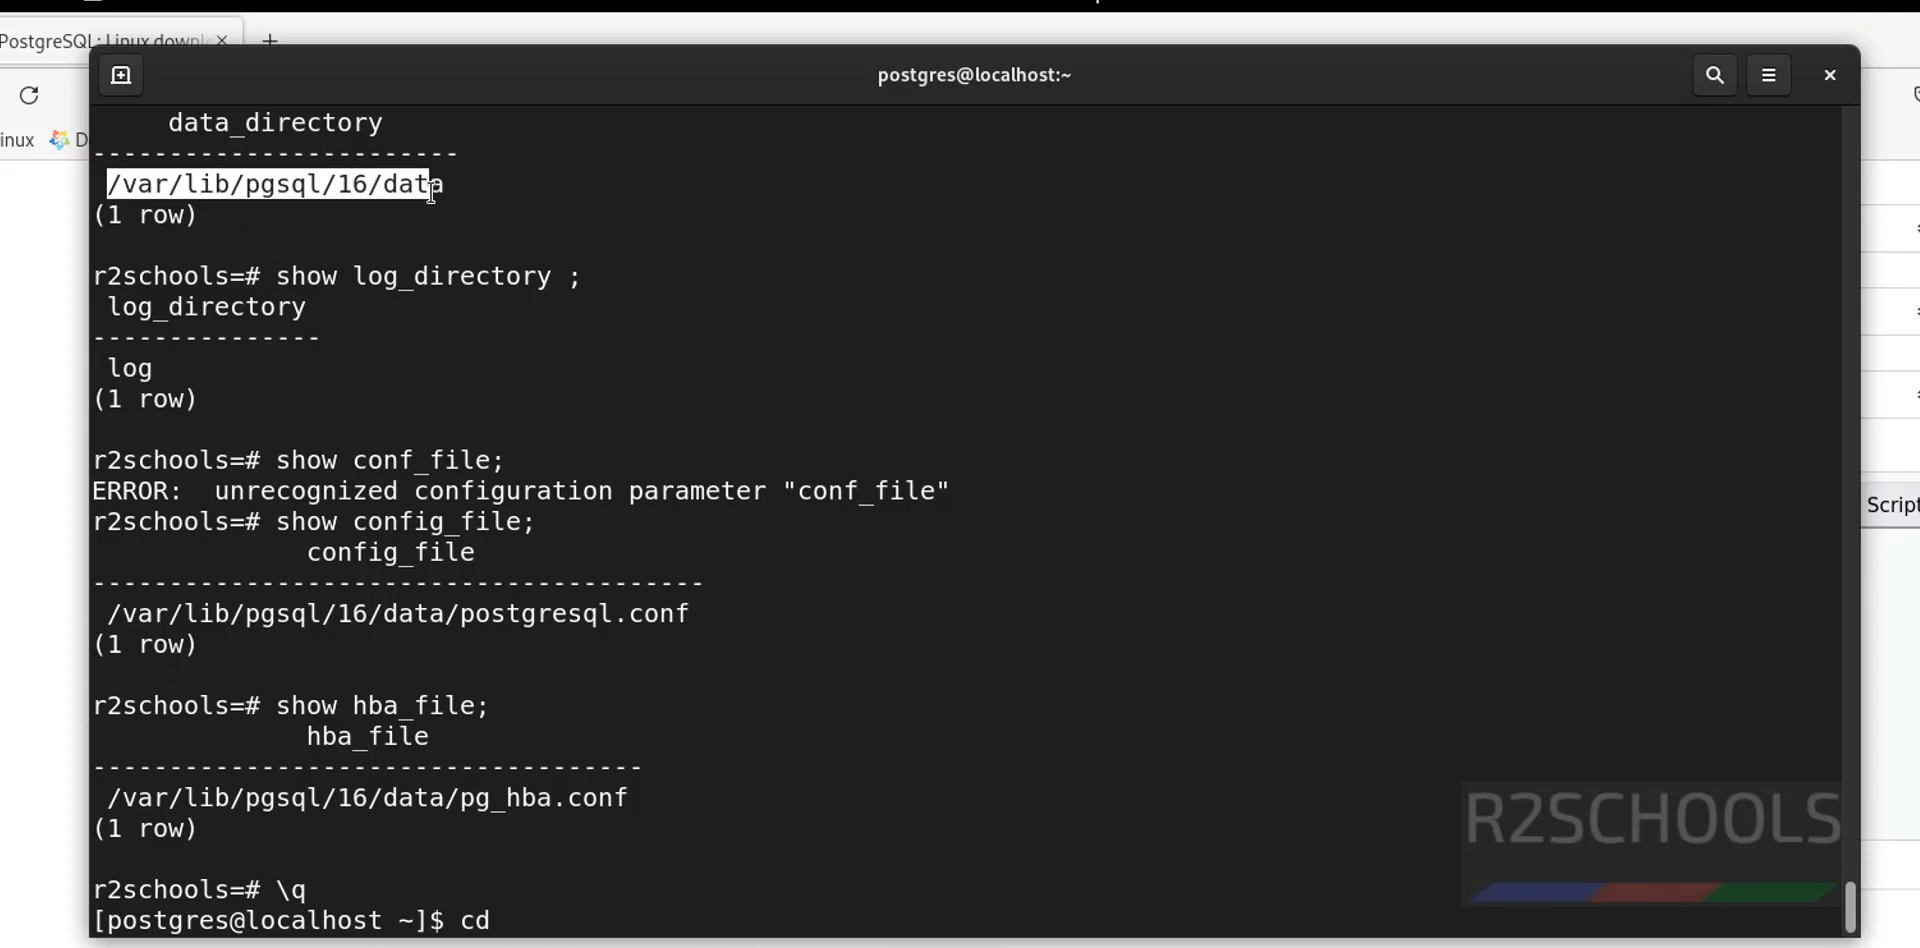 PostgreSQL: Linux downl
postgres@localhost:~
inux
D
data_directory
------------------------
/var/lib/pgsql/16/data
(1 row)
r2schools=# show log_directory ;
log_directory
---------------
log
(1 row)
r2schools=# show conf_file;
ERROR:  unrecognized configuration parameter "conf_file"
r2schools=# show config_file;
config_file
----------------------------------------
/var/lib/pgsql/16/data/postgresql.conf
(1 row)
r2schools=# show hba_file;
hba_file
------------------------------------
/var/lib/pgsql/16/data/pg_hba.conf
(1 row)
r2schools=# \q
[postgres@localhost ~]$ cd
Script
R2SCHOOLS